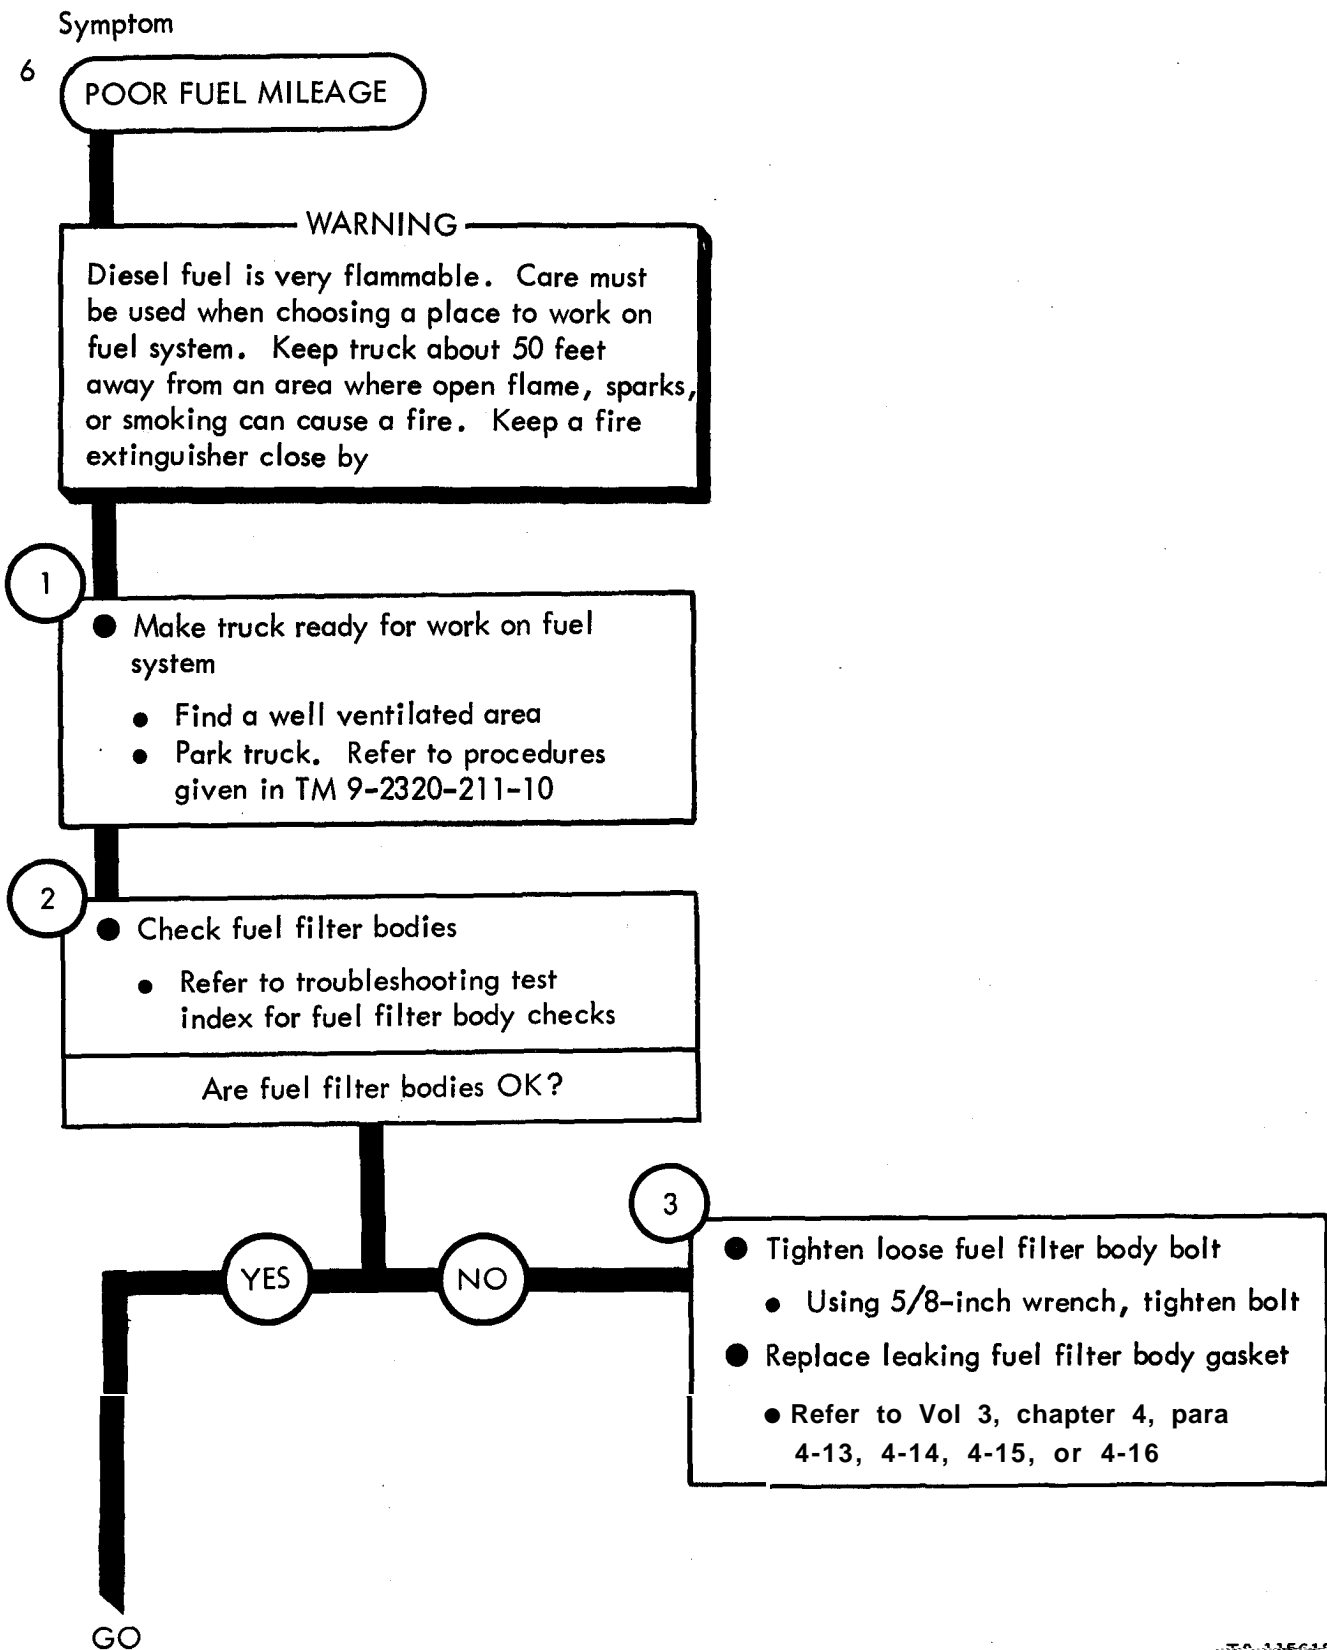 Symptom
6
POOR FUEL MILEAGE
WARNING
Diesel fuel is very flammable. Care must
be used when choosing a place to work on
fuel system. Keep truck about 50 feet
away from an area where open flame, sparks,
or smoking can cause a fire. Keep a fire
extinguisher close by
1
● Make truck ready for work on fuel
system
● Find a well ventilated area
● Park truck. Refer to procedures
given in TM 9-2320-211-10
2
● Check fuel filter bodies
● Refer to troubleshooting test
index for fuel filter body checks
Are fuel filter bodies OK?
YES
NO
3
● Tighten loose fuel filter body bolt
● Using 5/8-inch wrench, tighten bolt
● Replace leaking fuel filter body gasket
● Refer to Vol 3, chapter 4, para
4-13, 4-14, 4-15, or 4-16
GO